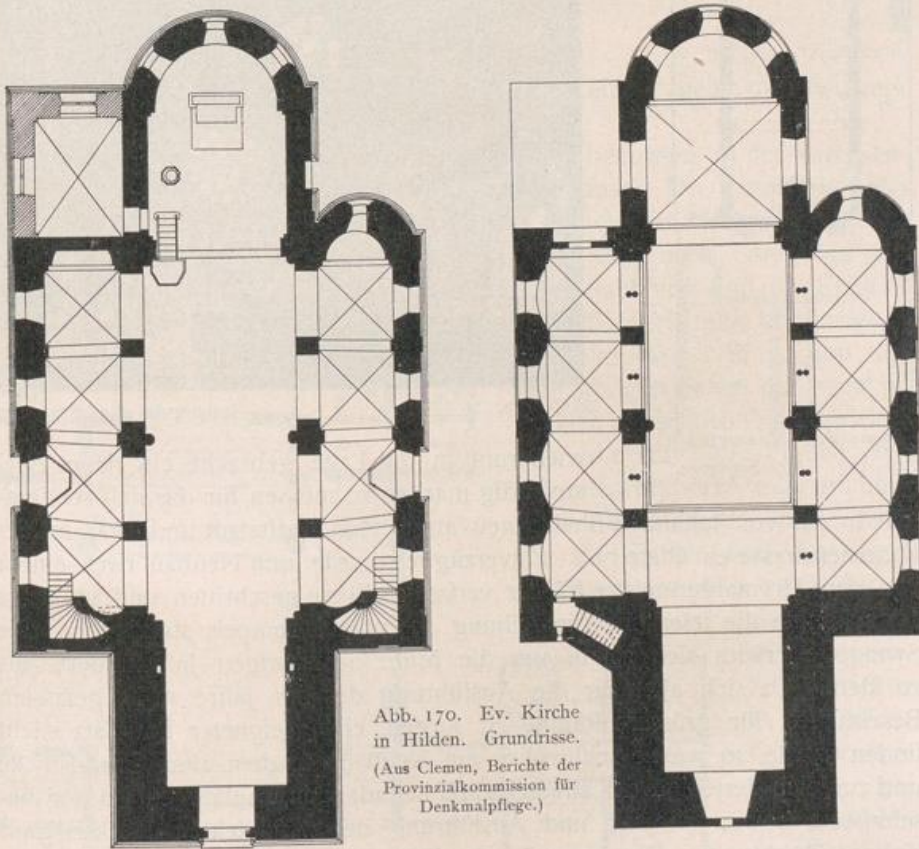 Abb. 170. Ev. Kirche
in Hilden. Grundrisse.
(Aus Clemen, Berichte der
Provinzialkommission für
Denkmalpflege.)